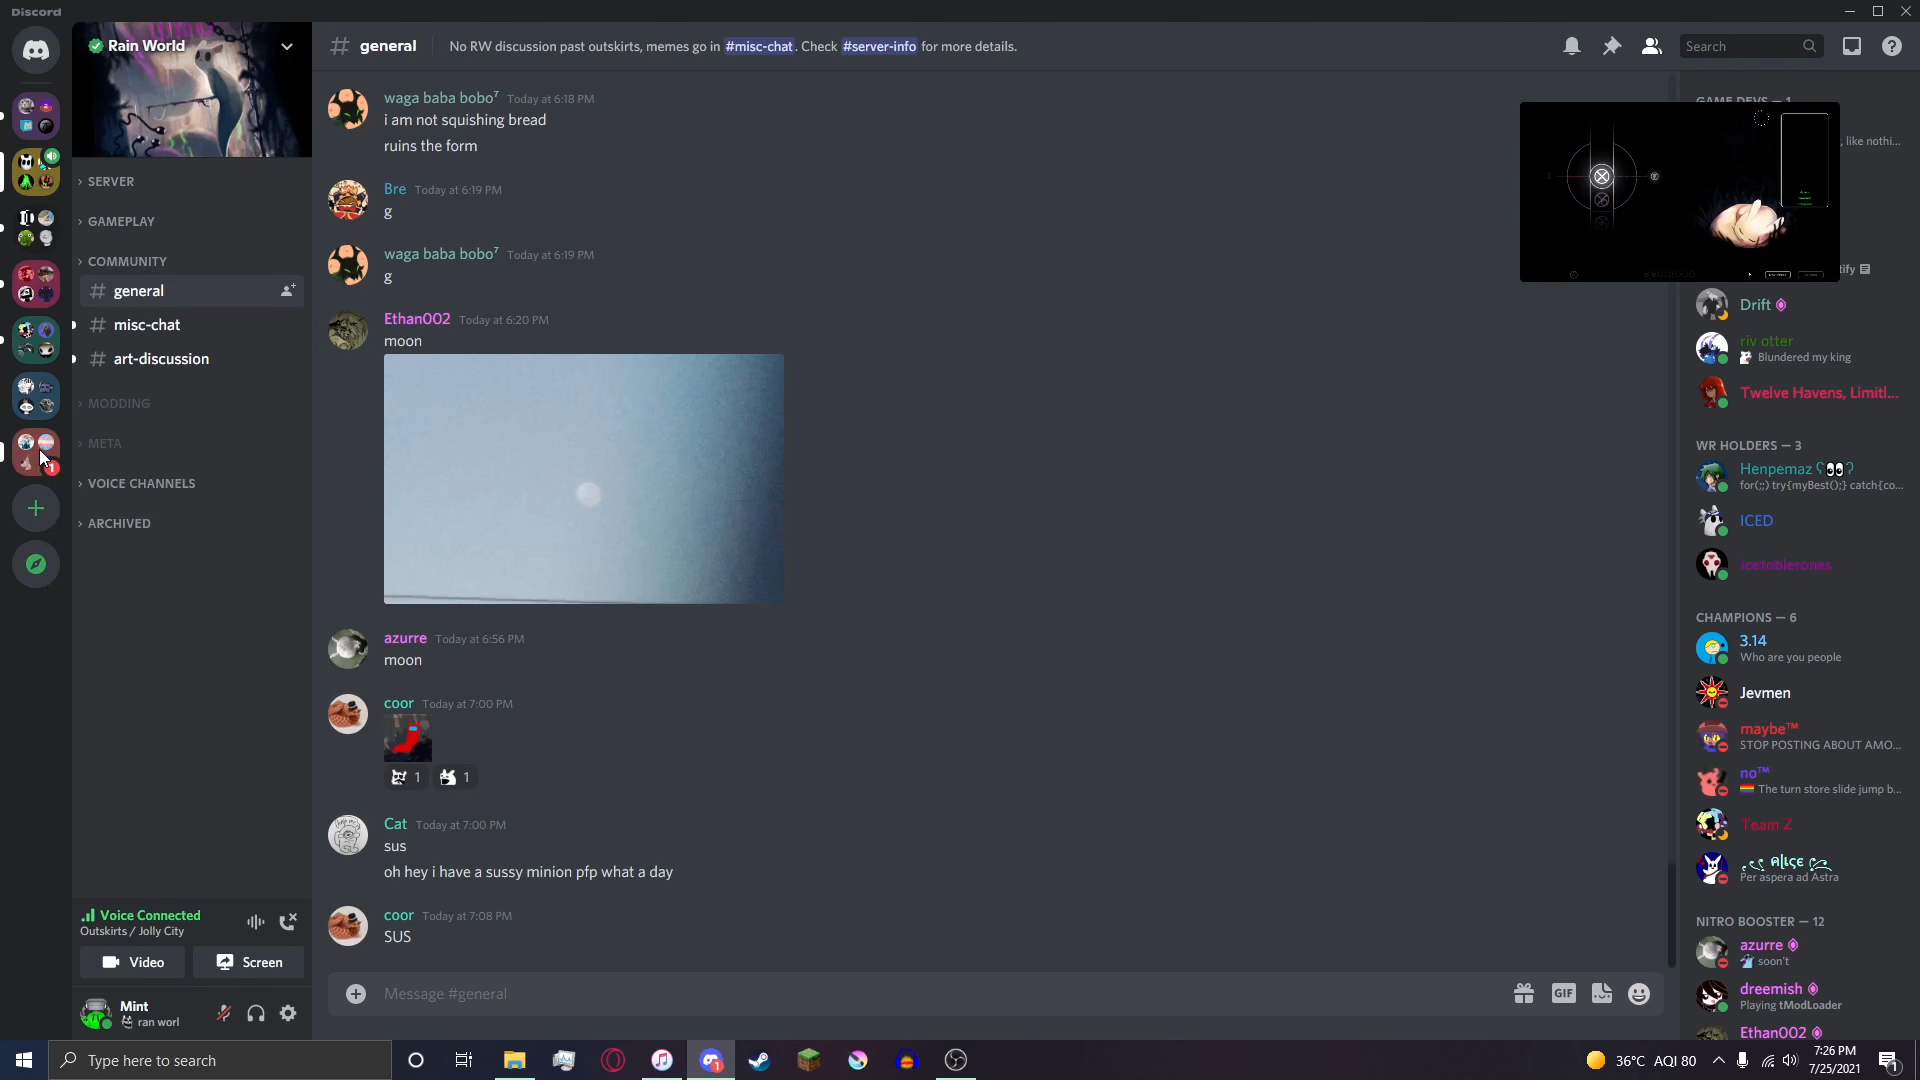 Discord
Rain World
general
No RW discussion past outskirts, memes go in #misc-chat. Check #server-info for more details.
Search
SERVER
GAMEPLAY
COMMUNITY
general
misc-chat
art-discussion
MODDING
META
VOICE CHANNELS
ARCHIVED
1
waga baba bobo⁷ Today at 6:18 PM
i am not squishing bread
ruins the form
Bre Today at 6:19 PM
g
waga baba bobo⁷ Today at 6:19 PM
g
Ethan002 Today at 6:20 PM
moon
azurre Today at 6:56 PM
moon
coor Today at 7:00 PM
1 1
Cat Today at 7:00 PM
sus
oh hey i have a sussy minion pfp what a day
coor Today at 7:08 PM
SUS
Message #general
GIF
GAME DEVS — 1
, like nothi...
tify
Drift
riv otter
Blundered my king
Twelve Havens, Limitl...
WR HOLDERS — 3
Henpemaz
for(;;) try{myBest();} catch{co...
ICED
icetoblerones
CHAMPIONS — 6
3.14
Who are you people
Jevmen
maybe™
STOP POSTING ABOUT AMO...
no™
The turn store slide jump b...
Team Z
Per aspera ad Astra
NITRO BOOSTER — 12
azurre
soon't
dreemish
Playing tModLoader
Ethan002
Voice Connected
Outskirts / Jolly City
Video
Screen
Mint
ran worl
Type here to search
1
36°C AQI 80
7:26 PM
7/25/2021
1